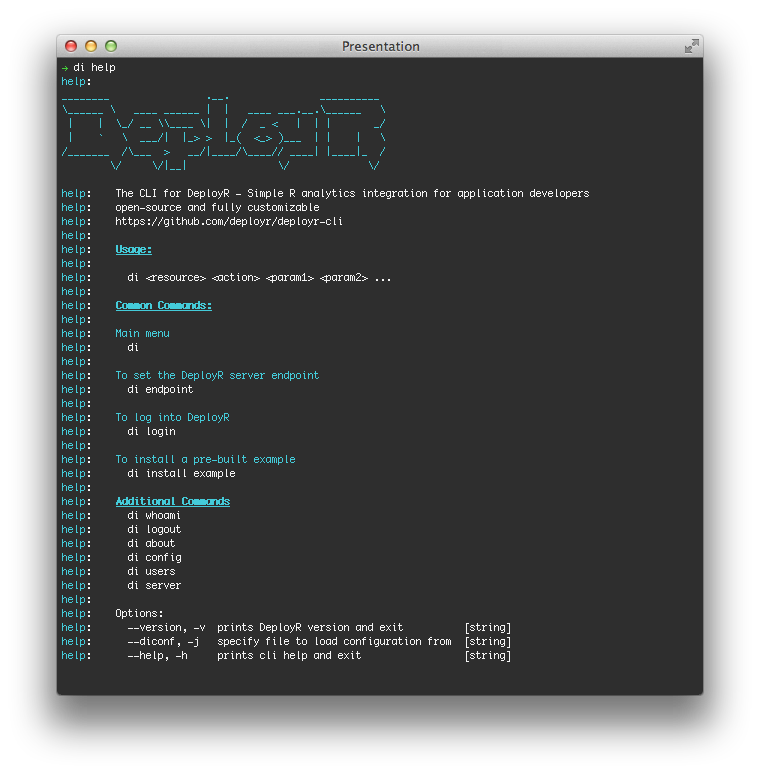 Presentation
→ di help
help:
DeployR
help: The CLI for DeployR - Simple R analytics integration for application developers
help: open-source and fully customizable
help: https://github.com/deployr/deployr-cli
help:
help: Usage:
help:
help: di <resource> <action> <param1> <param2> ...
help:
help: Common Commands:
help:
help: Main menu
help: di
help:
help: To set the DeployR server endpoint
help: di endpoint
help:
help: To log into DeployR
help: di login
help:
help: To install a pre-built example
help: di install example
help:
help: Additional Commands
help: di whoami
help: di logout
help: di about
help: di config
help: di users
help: di server
help:
help: Options:
help: --version, -v prints DeployR version and exit [string]
help: --diconf, -j specify file to load configuration from [string]
help: --help, -h prints cli help and exit [string]